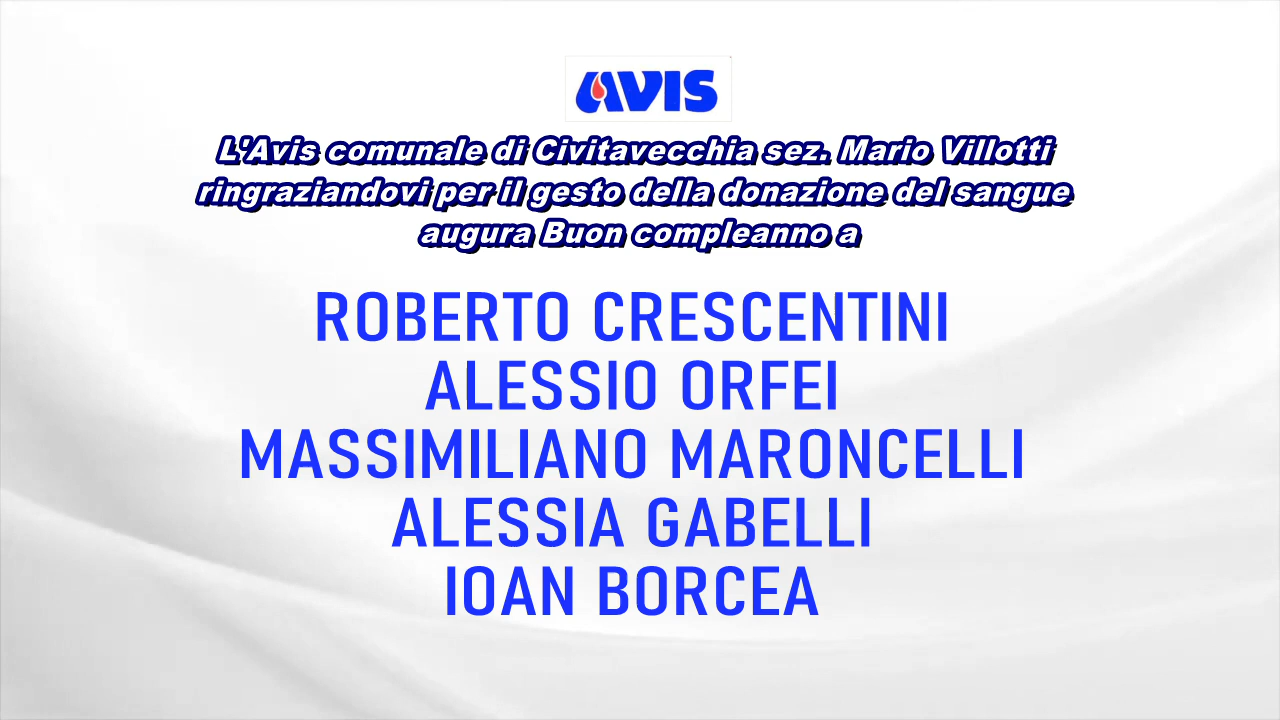 AVIS
L'Avis comunale di Civitavecchia sez. Mario Villotti
ringraziandovi per il gesto della donazione del sangue
augura Buon compleanno a
ROBERTO CRESCENTINI
ALESSIO ORFEI
MASSIMILIANO MARONCELLI
ALESSIA GABELLI
IOAN BORCEA